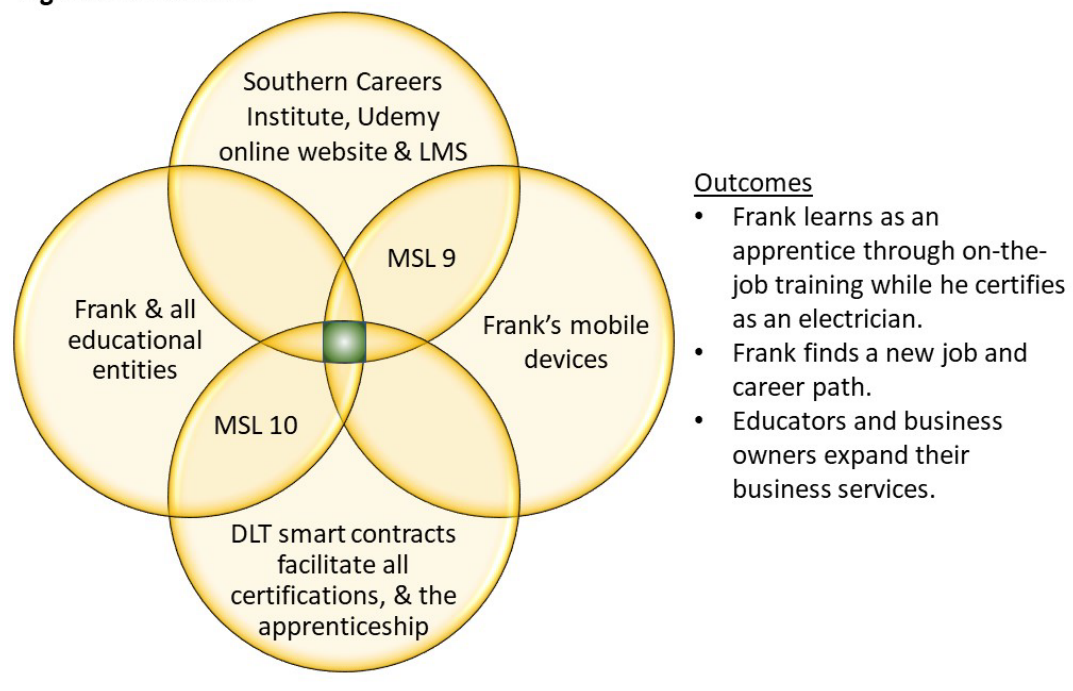 Southern Careers
Institute, Udemy
online website & LMS
MSL 9
Frank & all
educational
entities
Frank's mobile
devices
MSL 10
DLT smart contracts
facilitate all
certifications, & the
apprenticeship
Outcomes
• Frank learns as an
apprentice through on-the-
job training while he certifies
as an electrician.
• Frank finds a new job and
career path.
• Educators and business
owners expand their
business services.